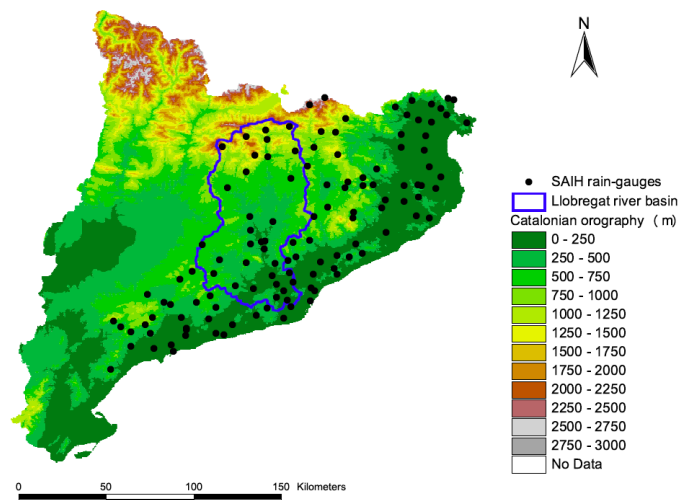 N
SAIH rain-gauges
Llobregat river basin
Catalonian orography ( m)
0 - 250
250 - 500
500 - 750
750 - 1000
1000 - 1250
1250 - 1500
1500 - 1750
1750 - 2000
2000 - 2250
2250 - 2500
2500 - 2750
2750 - 3000
No Data
0 50 100 150 Kilometers